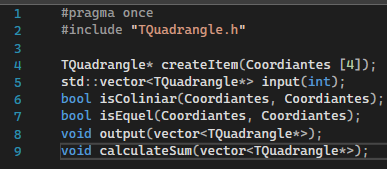 1 #pragma once
2 #include "TQuadrangle.h"
3
4 TQuadrangle* createItem(Coordiantes [4]);
5 std::vector<TQuadrangle*> input(int);
6 bool isColiniar(Coordiantes, Coordiantes);
7 bool isEquel(Coordiantes, Coordiantes);
8 void output(vector<TQuadrangle*>);
9 void calculateSum(vector<TQuadrangle*>);